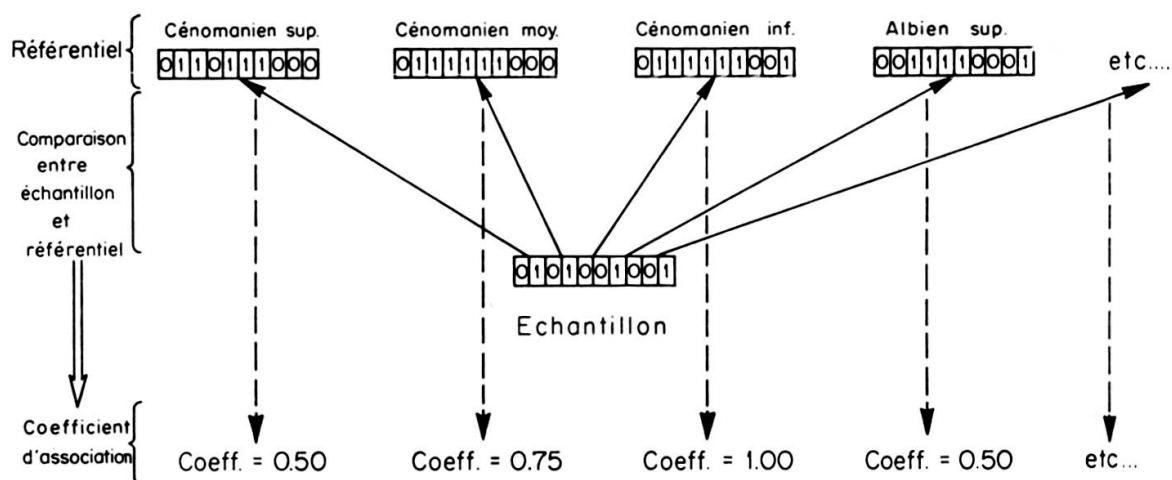 Référentiel
Cénomanien sup.
Cénomanien moy.
Cénomanien inf.
Albien sup.
0110111000
0111111000
0111111001
0011110001
etc....
Comparaison
entre
échantillon
et
référentiel
0101001001
Echantillon
Coefficient
d'association
Coeff. = 0.50
Coeff. = 0.75
Coeff. = 1.00
Coeff. = 0.50
etc...